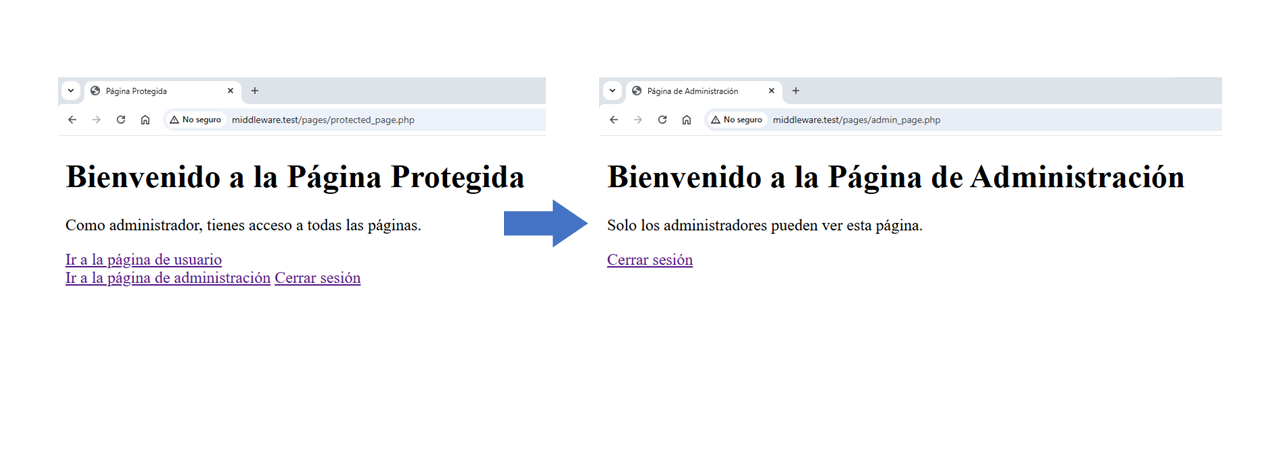 Página Protegida
No seguro middleware.test/pages/protected_page.php
Bienvenido a la Página Protegida
Como administrador, tienes acceso a todas las páginas.
Ir a la página de usuario
Ir a la página de administración Cerrar sesión
Página de Administración
No seguro middleware.test/pages/admin_page.php
Bienvenido a la Página de Administración
Solo los administradores pueden ver esta página.
Cerrar sesión